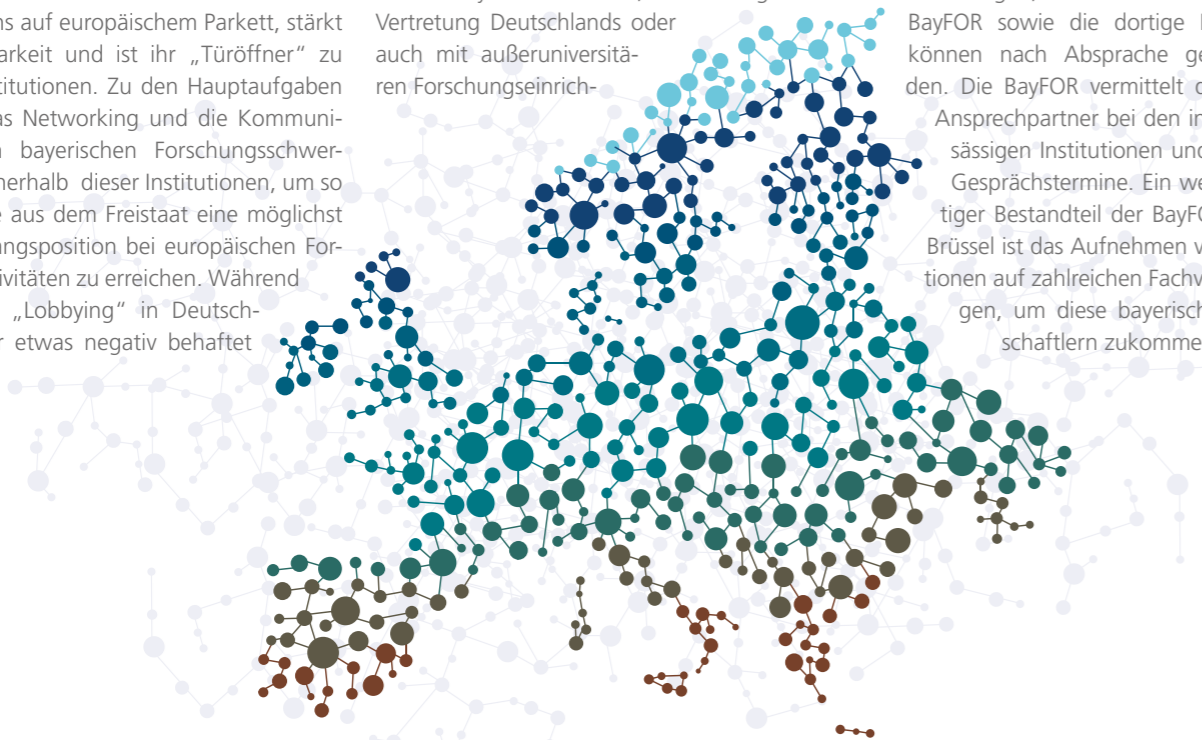 ns auf europäischem Parkett, stärkt
arkeit und ist ihr „Türöffner“ zu
titutionen. Zu den Hauptaufgaben
as Networking und die Kommuni-
bayerischen Forschungsschwer-
nerhalb dieser Institutionen, um so
e aus dem Freistaat eine möglichst
angsposition bei europäischen For-
ivitäten zu erreichen. Während
„Lobbying“ in Deutsch-
r etwas negativ behaftet
Vertretung Deutschlands oder
auch mit außeruniversitä-
ren Forschungseinrich-
BayFOR sowie die dortige
können nach Absprache ge
den. Die BayFOR vermittelt
Ansprechpartner bei den in
sässigen Institutionen und
Gesprächstermine. Ein we
tiger Bestandteil der BayFO
Brüssel ist das Aufnehmen v
tionen auf zahlreichen Fachv
gen, um diese bayerisch
schaftlern zukomme